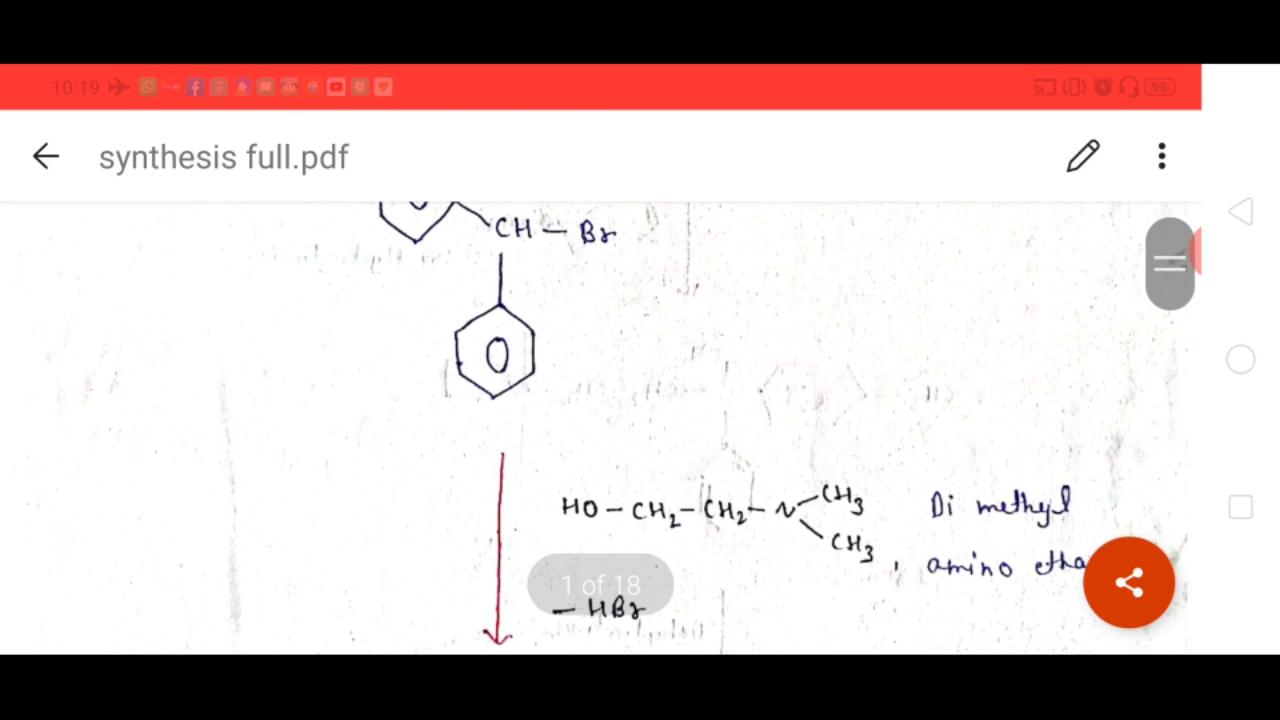 10:19
95
synthesis full.pdf
CH — Br
HO — CH2 — CH2 — N
CH3
CH3 ,
Di methyl
amino etha
1 of 18
— HBr